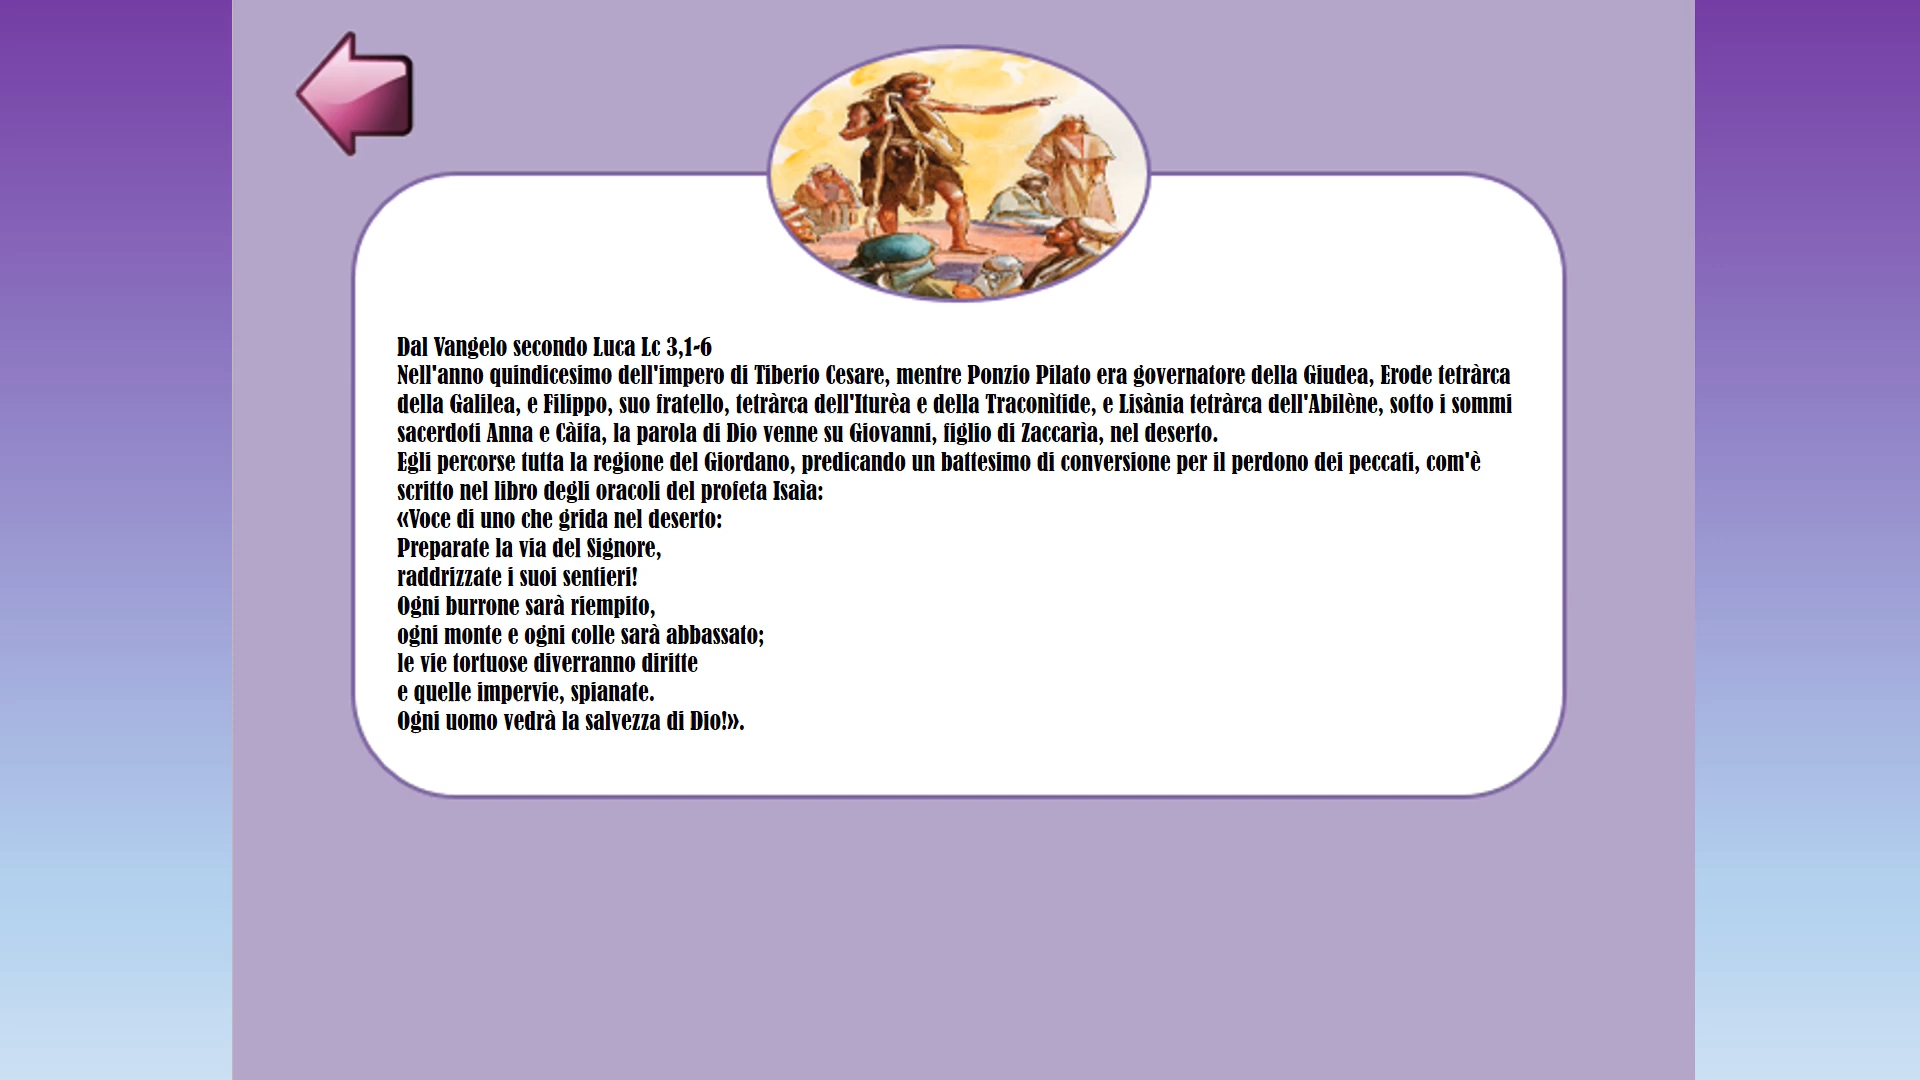 Dal Vangelo secondo Luca Lc 3,1-6
Nell'anno quindicesimo dell'impero di Tiberio Cesare, mentre Ponzio Pilato era governatore della Giudea, Erode tetràrca
della Galilea, e Filippo, suo fratello, tetràrca dell'Iturèa e della Traconìtide, e Lisània tetràrca dell'Abilène, sotto i sommi
sacerdoti Anna e Càifa, la parola di Dio venne su Giovanni, figlio di Zaccarìa, nel deserto.
Egli percorse tutta la regione del Giordano, predicando un battesimo di conversione per il perdono dei peccati, com'è
scritto nel libro degli oracoli del profeta Isaìa:
«Voce di uno che grida nel deserto:
Preparate la via del Signore,
raddrizzate i suoi sentieri!
Ogni burrone sarà riempito,
ogni monte e ogni colle sarà abbassato;
le vie tortuose diverranno diritte
e quelle impervie, spianate.
Ogni uomo vedrà la salvezza di Dio!».